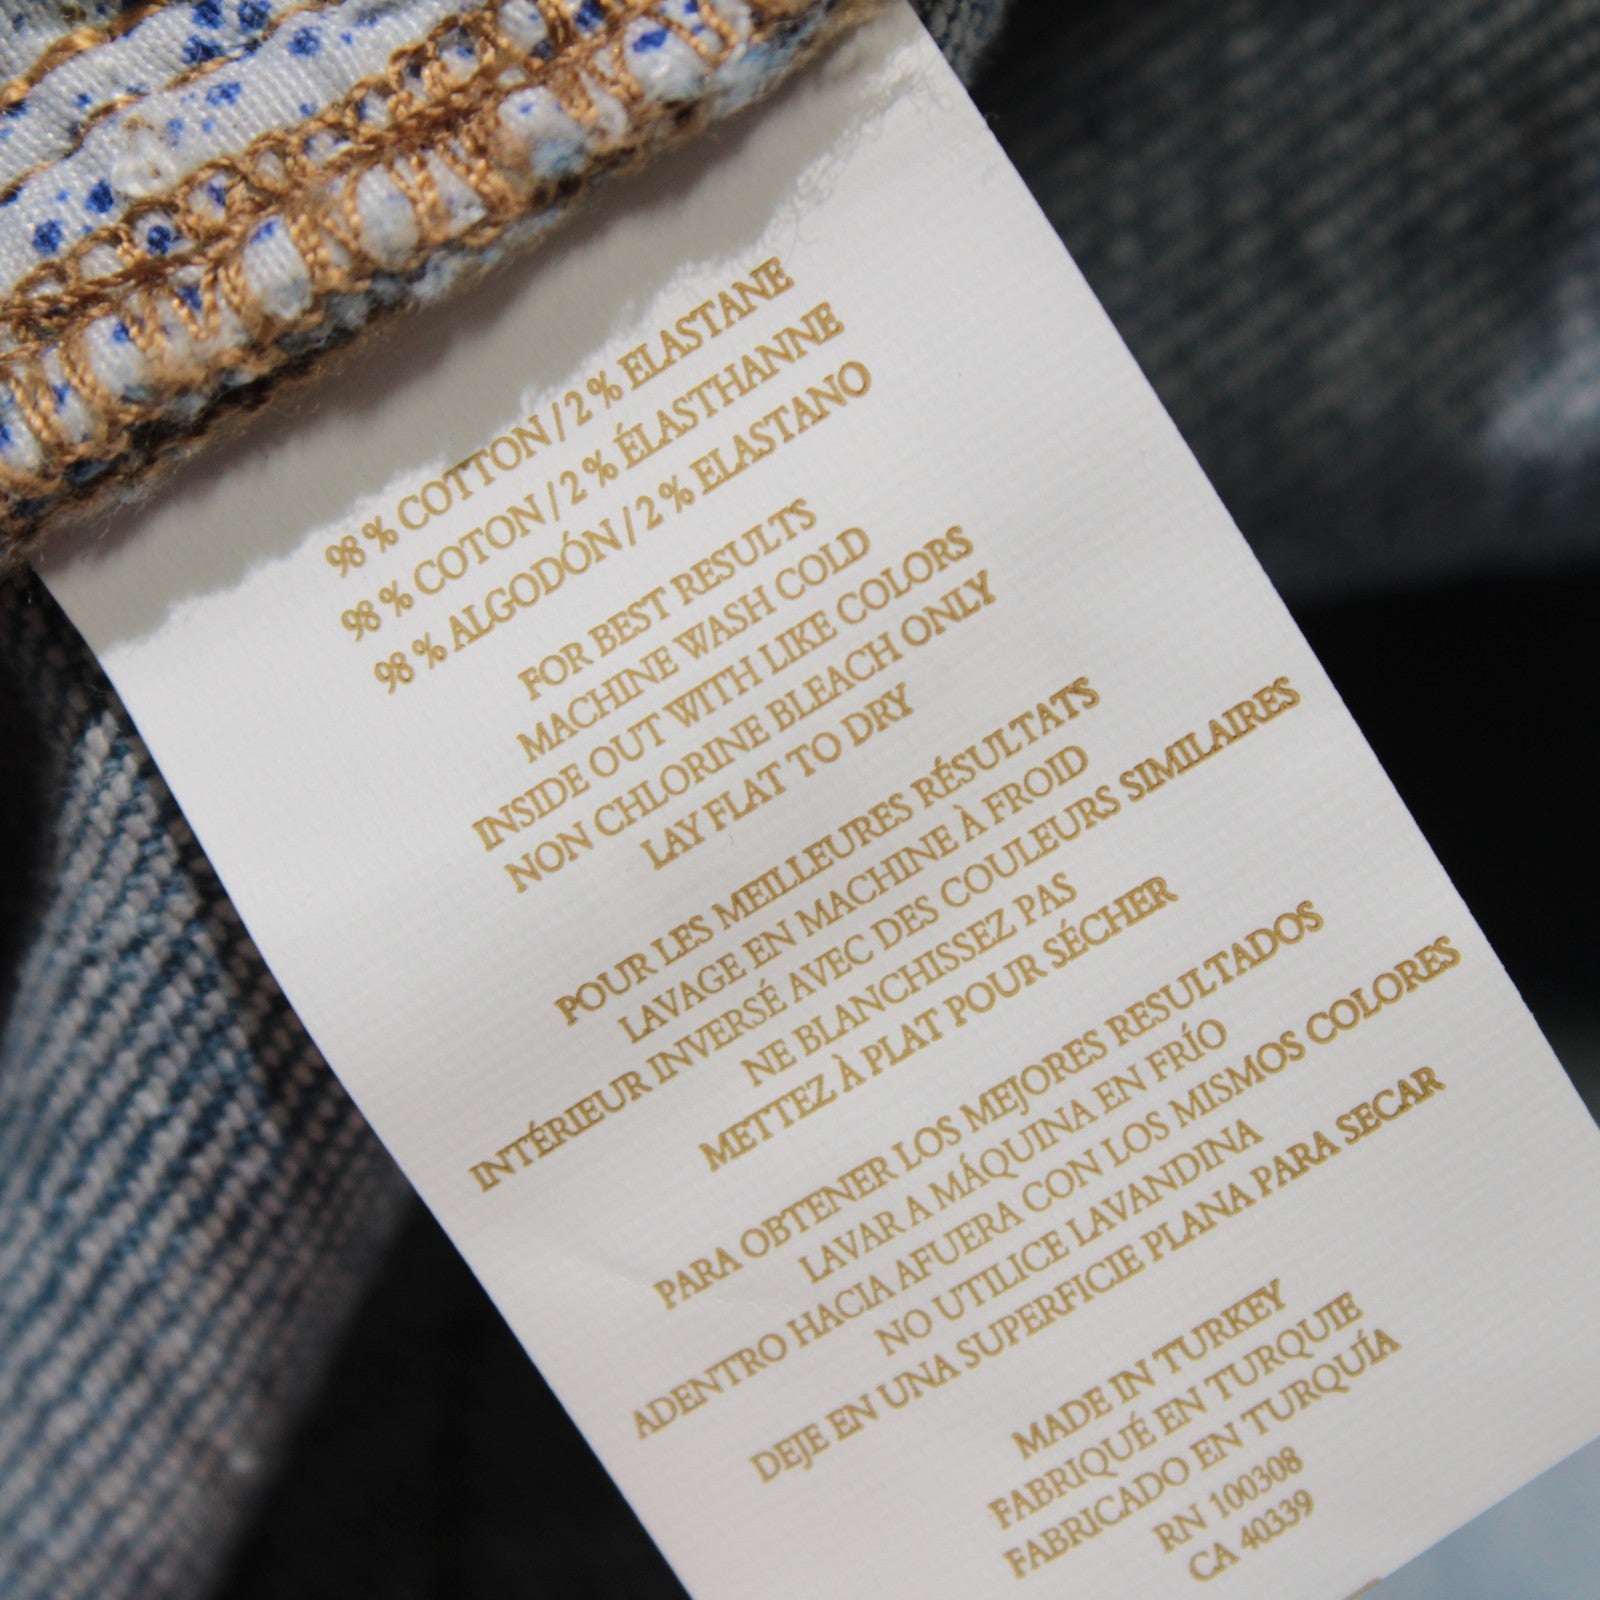 98 % COTTON / 2 % ELASTANE
98 % COTON / 2 % ÉLASTHANNE
98 % ALGODÓN / 2 % ELASTANO
FOR BEST RESULTS
MACHINE WASH COLD
INSIDE OUT WITH LIKE COLORS
NON CHLORINE BLEACH ONLY
LAY FLAT TO DRY
POUR LES MEILLEURES RÉSULTATS
LAVAGE EN MACHINE À FROID
INTÉRIEUR INVERSÉ AVEC DES COULEURS SIMILAIRES
NE BLANCHISSEZ PAS
METTEZ À PLAT POUR SÉCHER
PARA OBTENER LOS MEJORES RESULTADOS
LAVAR A MÁQUINA EN FRÍO
ADENTRO HACIA AFUERA CON LOS MISMOS COLORES
NO UTILICE LAVANDINA
DEJE EN UNA SUPERFICIE PLANA PARA SECAR
MADE IN TURKEY
FABRIQUÉ EN TURQUIE
FABRICADO EN TURQUÍA
RN 100308
CA 40339